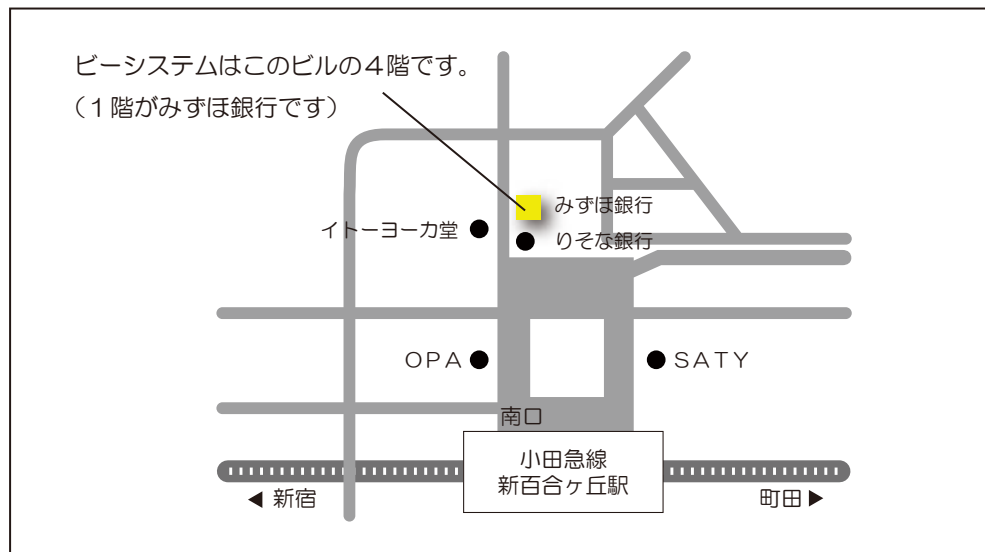 ビーシステムはこのビルの４階です。
（１階がみずほ銀行です）
みずほ銀行
イトーヨーカ堂
りそな銀行
ＯＰＡ
ＳＡＴＹ
南口
小田急線
新百合ヶ丘駅
◀ 新宿
町田 ▶